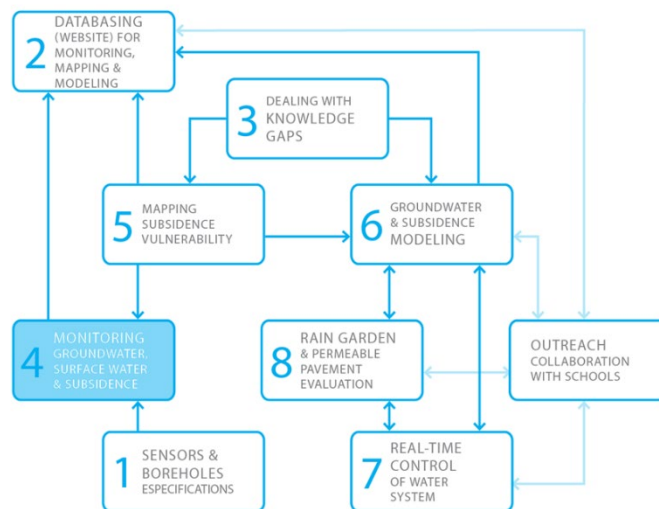 2
DATABASING
(WEBSITE) FOR
MONITORING,
MAPPING &
MODELING
3
DEALING WITH
KNOWLEDGE
GAPS
5
MAPPING
SUBSIDENCE
VULNERABILITY
6
GROUNDWATER
& SUBSIDENCE
MODELING
4
MONITORING
GROUNDWATER,
SURFACE WATER
& SUBSIDENCE
8
RAIN GARDEN
& PERMEABLE
PAVEMENT
EVALUATION
OUTREACH
COLLABORATION
WITH SCHOOLS
1
SENSORS &
BOREHOLES
ESPECIFICATIONS
7
REAL-TIME
CONTROL
OF WATER
SYSTEM